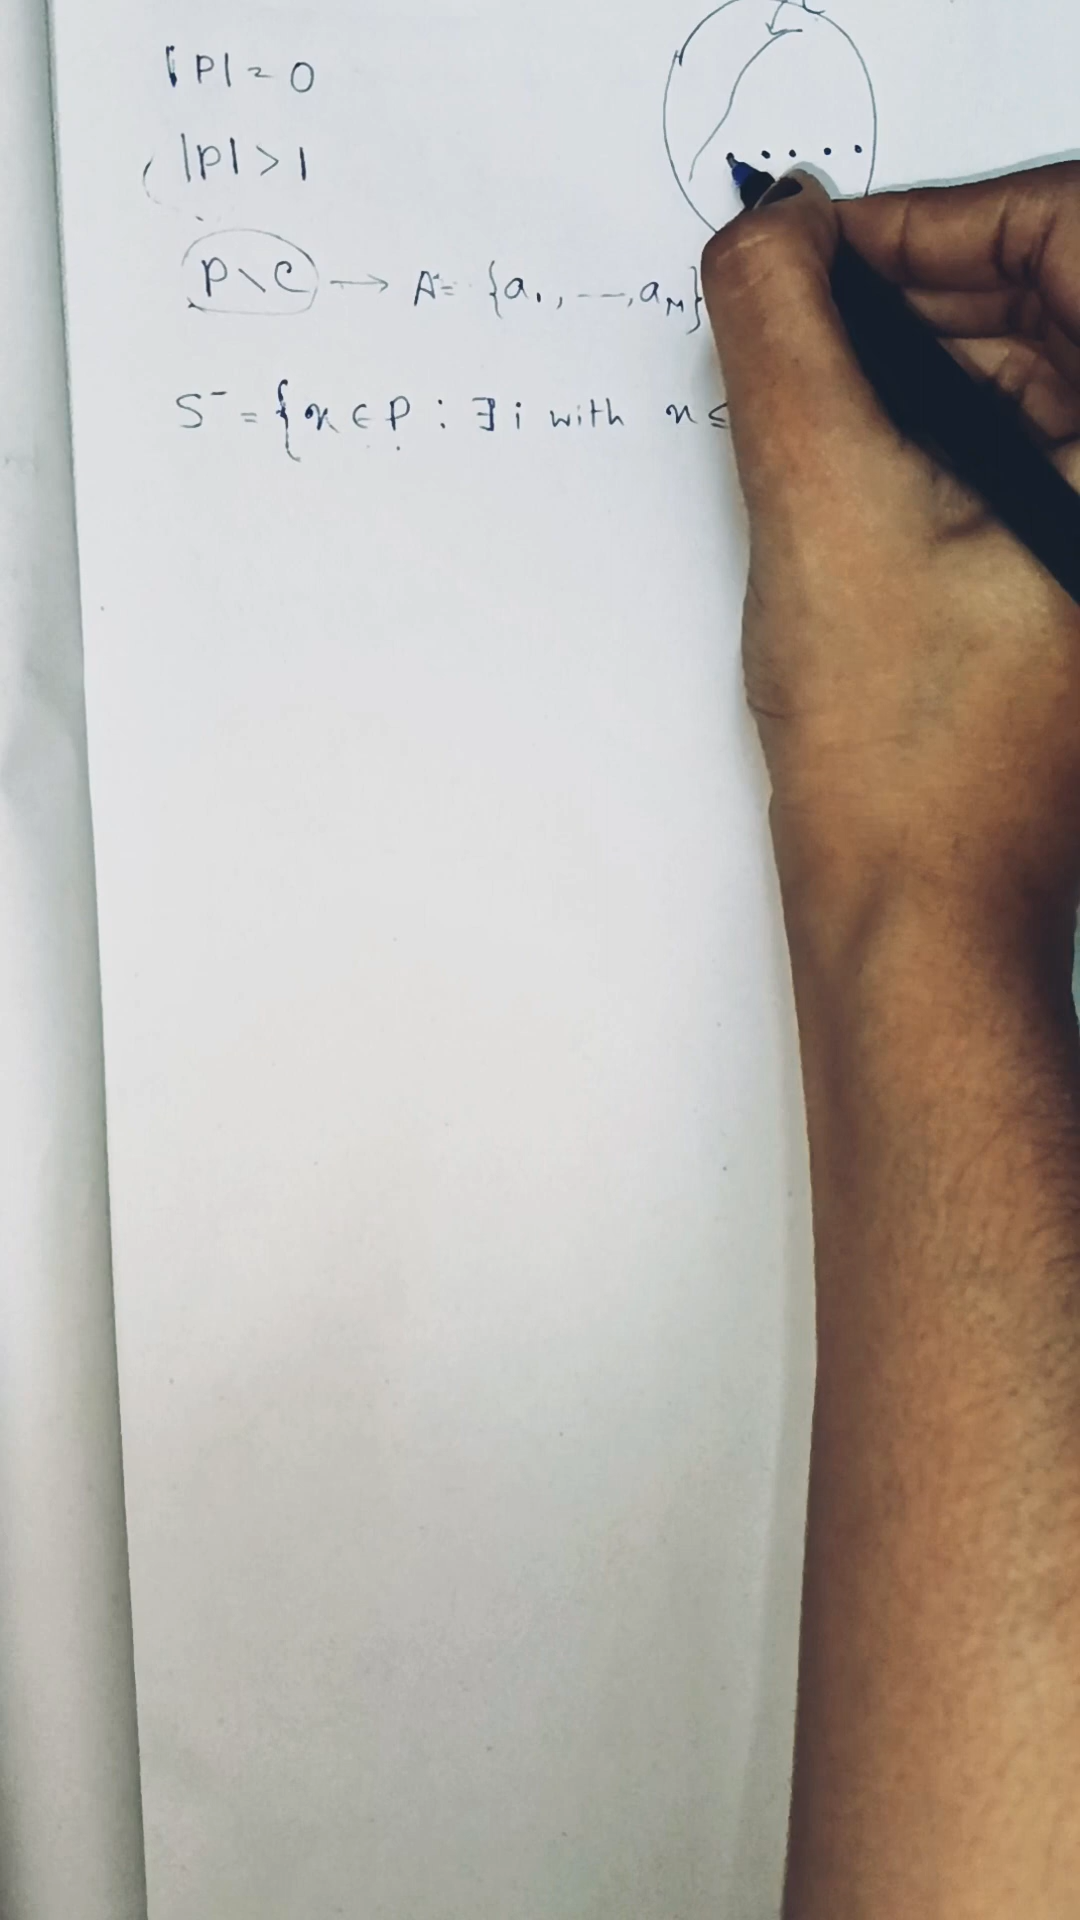 |P| = 0
|P| > 1
P \ C → A = {a₁, ---, a_M}
S⁻ = {x ∈ P : ∃ i with x ≤